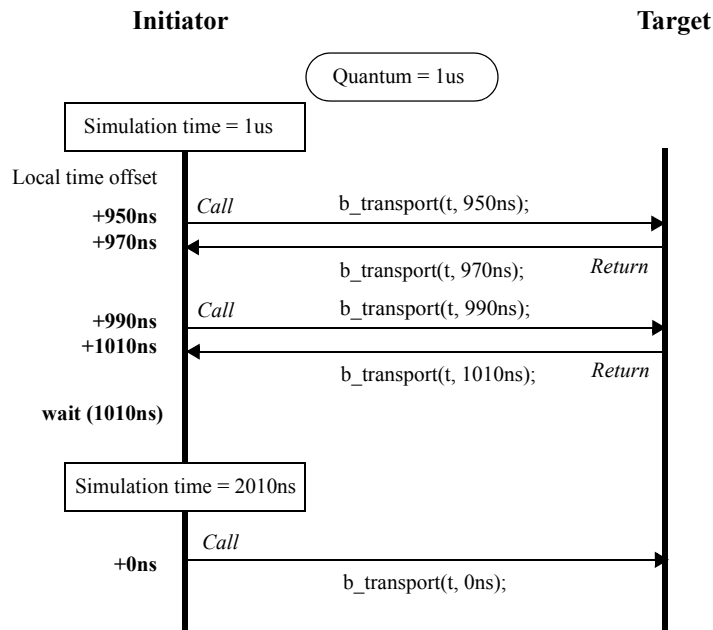 Initiator
Target
Quantum = 1us
Simulation time = 1us
Local time offset
+950ns
Call
b_transport(t, 950ns);
+970ns
b_transport(t, 970ns);
Return
+990ns
Call
b_transport(t, 990ns);
+1010ns
b_transport(t, 1010ns);
Return
wait (1010ns)
Simulation time = 2010ns
Call
+0ns
b_transport(t, 0ns);